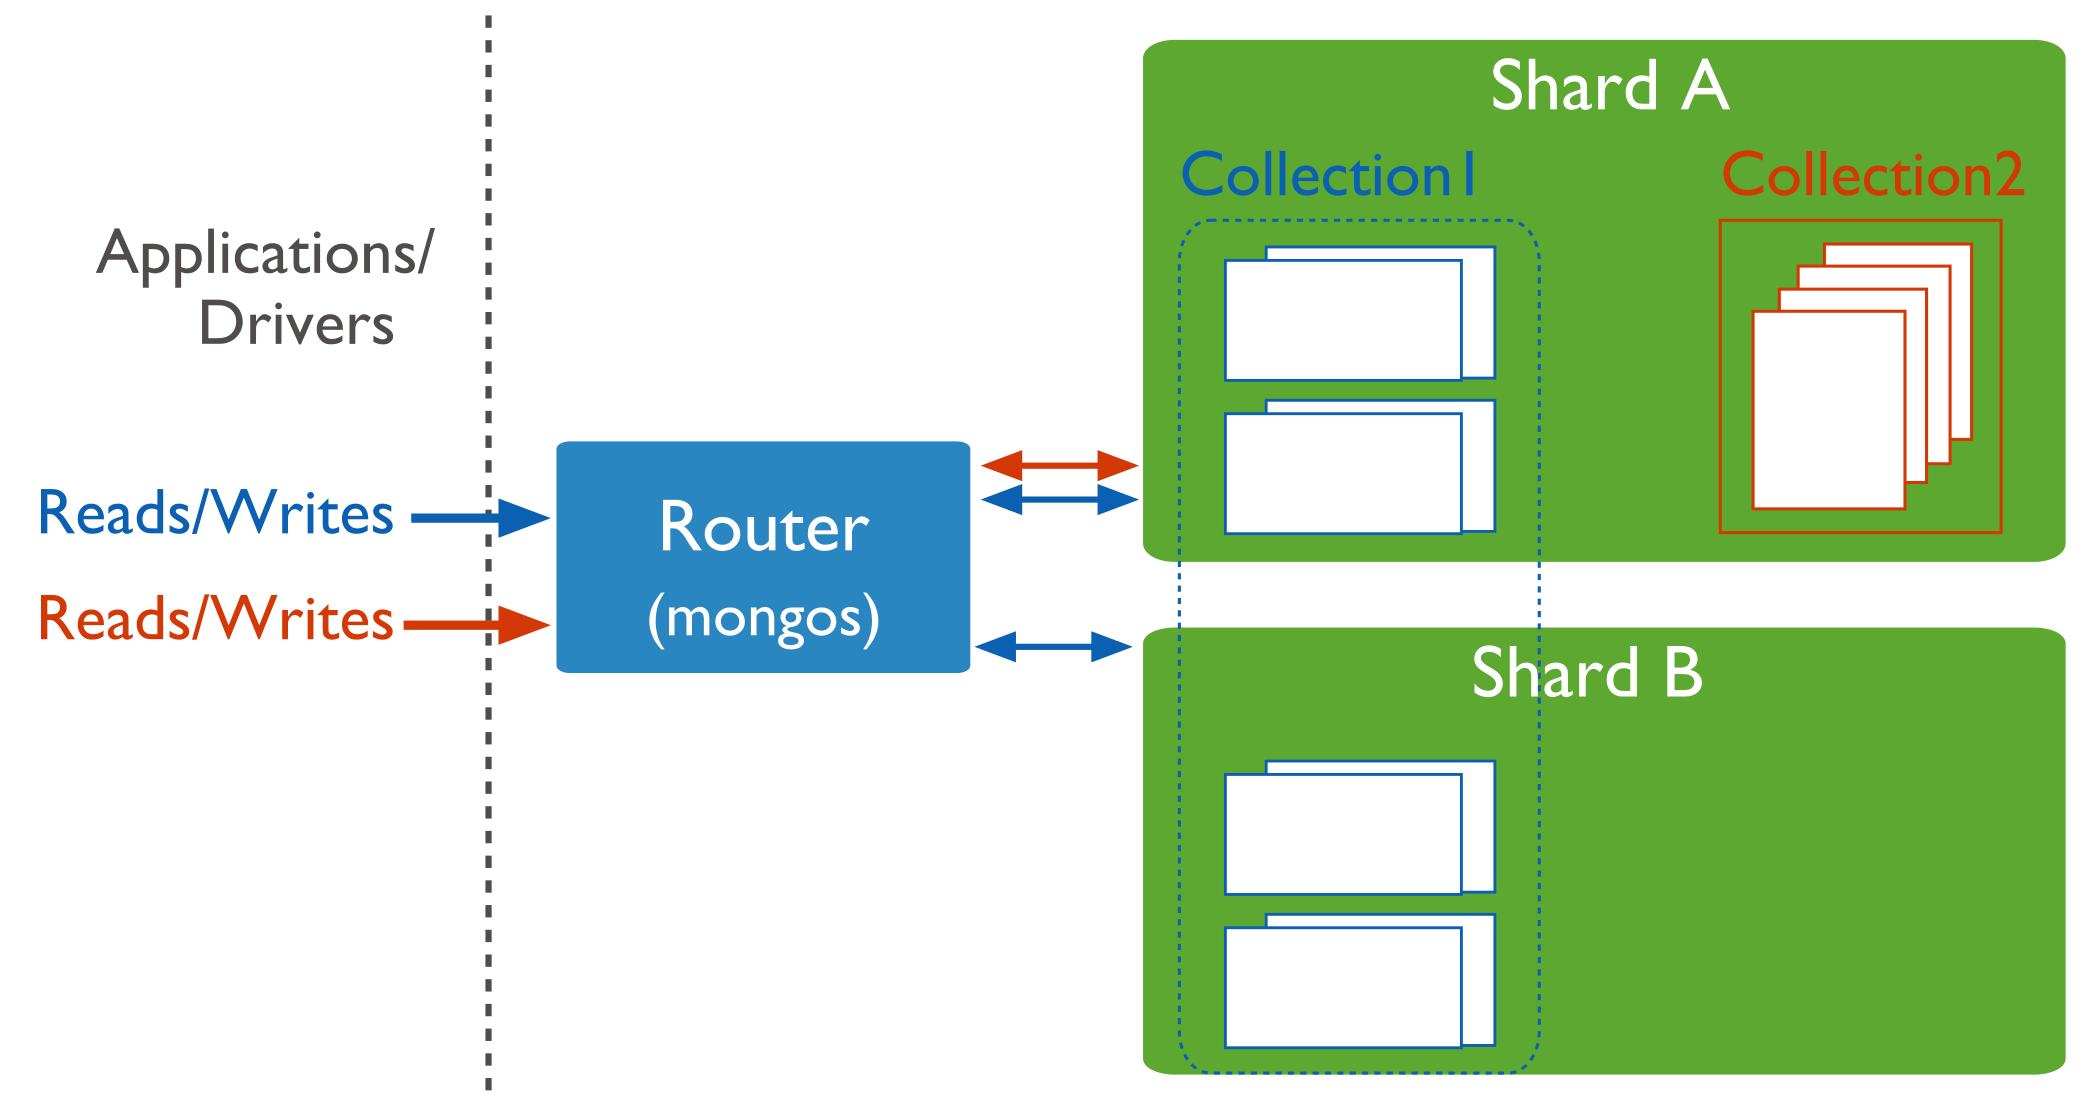 Applications/
Drivers
Reads/Writes
Reads/Writes
Router
(mongos)
Shard A
Collection1
Collection2
Shard B